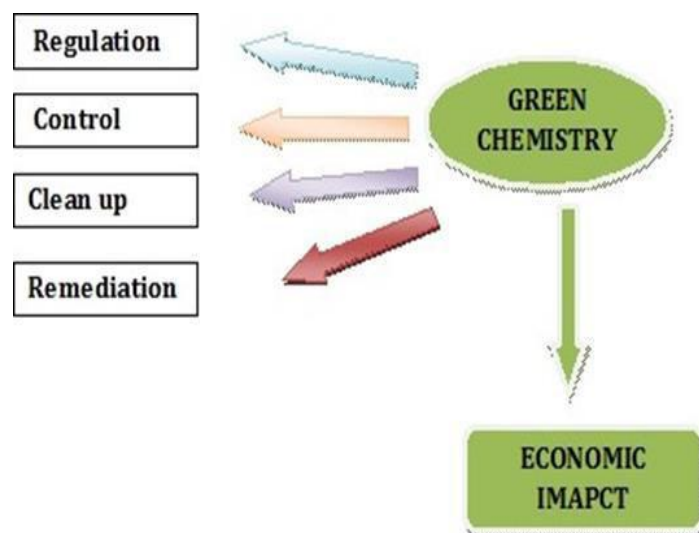 Regulation
Control
Clean up
Remediation
GREEN
CHEMISTRY
ECONOMIC
IMAPCT